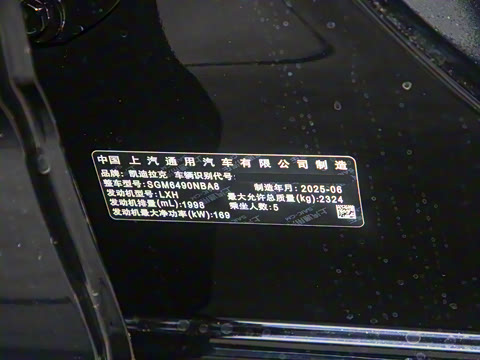 中国 上汽通用汽车有限公司制造
品牌: 凯迪拉克 车辆识别代号:
整车型号:SGM6490NBA6 制造年月: 2025-06
发动机型号:LXH 最大允许总质量(kg):2324
发动机排量(mL):1998 乘坐人数:5
发动机最大净功率(kW):169